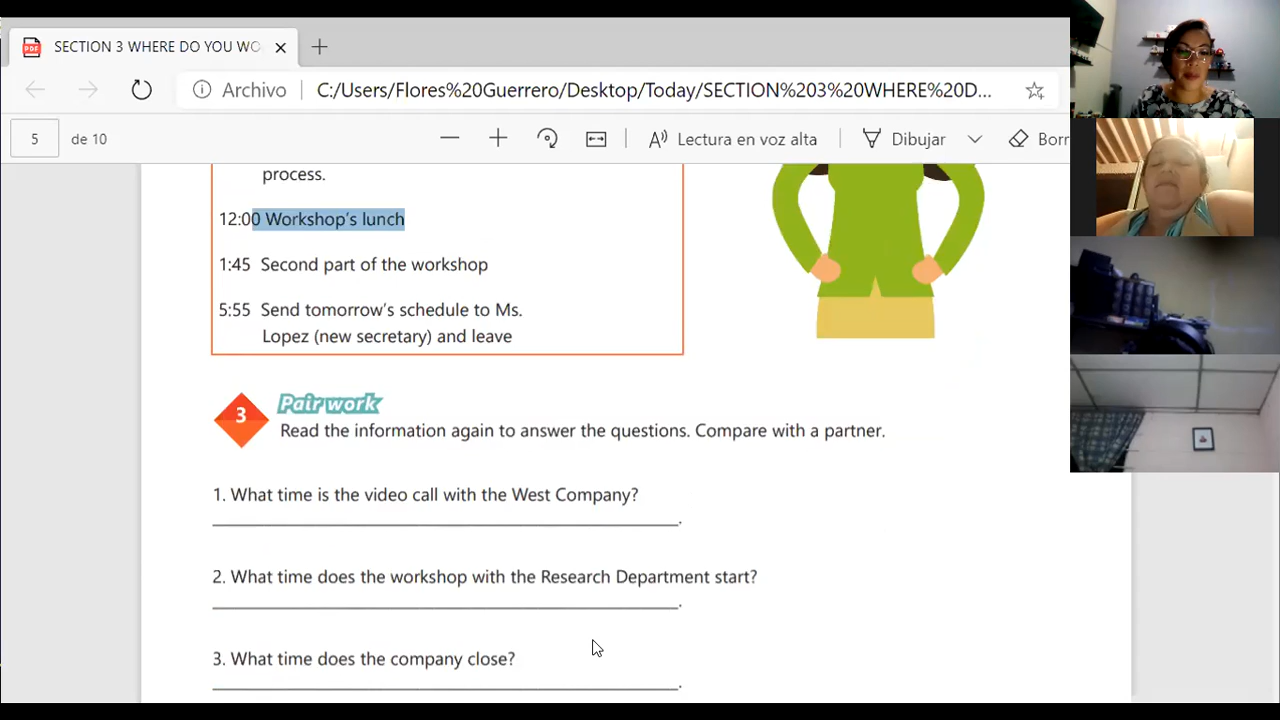 SECTION 3 WHERE DO YOU WO
Archivo
C:/Users/Flores%20Guerrero/Desktop/Today/SECTION%203%20WHERE%20D...
5
de 10
Lectura en voz alta
Dibujar
Borr
process.
12:00 Workshop's lunch
1:45 Second part of the workshop
5:55 Send tomorrow's schedule to Ms.
Lopez (new secretary) and leave
3
Pair work
Read the information again to answer the questions. Compare with a partner.
1. What time is the video call with the West Company?
.
2. What time does the workshop with the Research Department start?
.
3. What time does the company close?
.